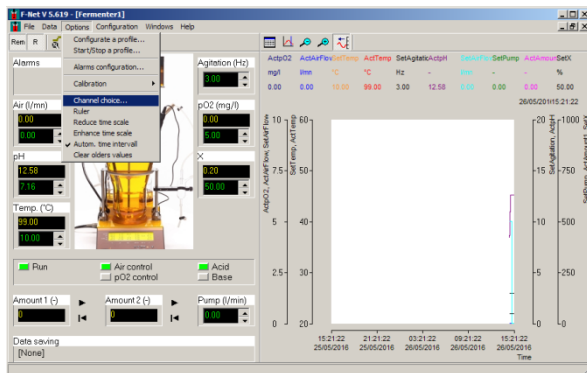 F-Net V 5.619 - [Fermenter1]
File Data Options Configuration Windows Help
Rem R
Configurate a profile...
Start/Stop a profile...
Alarms configuration...
Calibration
Channel choice...
Ruler
Reduce time scale
Enhance time scale
Autom. time intervall
Clear olders values
Alarms
Agitation (Hz)
3.00
Air (l/mn)
0.00
0.00
pO2 (mg/l)
0.00
5.00
pH
12.58
7.16
X
0.20
50.00
Temp. (°C)
99.00
10.00
Run Air control Acid
pO2 control Base
Amount 1 (-) Amount 2 (-) Pump (l/min)
0 0 0.00
Data saving
[None]
ActpO2 ActAirFlow SetTemp ActTemp SetAgitatic ActpH SetAirFlow SetPump ActAmoun SetX
mg/l l/mn °C °C Hz - l/mn - - %
0.00 0.00 10.00 99.00 3.00 12.58 0.00 0.00 0.00 50.00
26/05/2016 15:21:22
ActpO2, ActAirFlow, SetAirFlow
SetTemp, ActTemp
SetAgitation, ActpH
SetPump, ActAmount1, SetX
10 60 20 1000
7.5 50 15 750
5 40 10 500
2.5 30 5 250
0 20 0 0
15:21:22 21:21:22 03:21:22 09:21:22 15:21:22
25/05/2016 25/05/2016 26/05/2016 26/05/2016 26/05/2016
Time